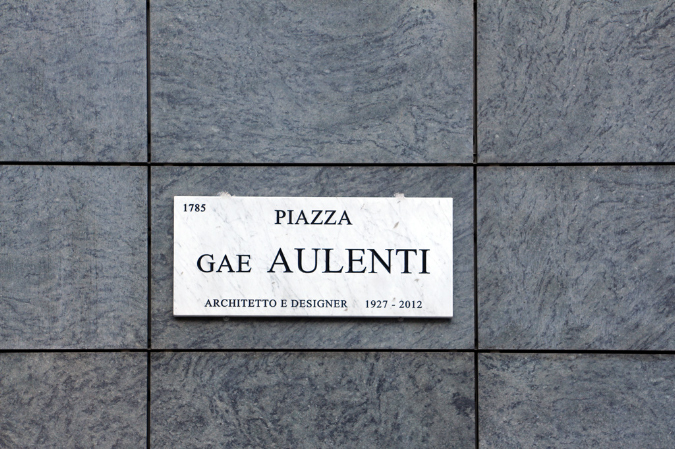 1785
PIAZZA
GAE AULENTI
ARCHITETTO E DESIGNER 1927 - 2012